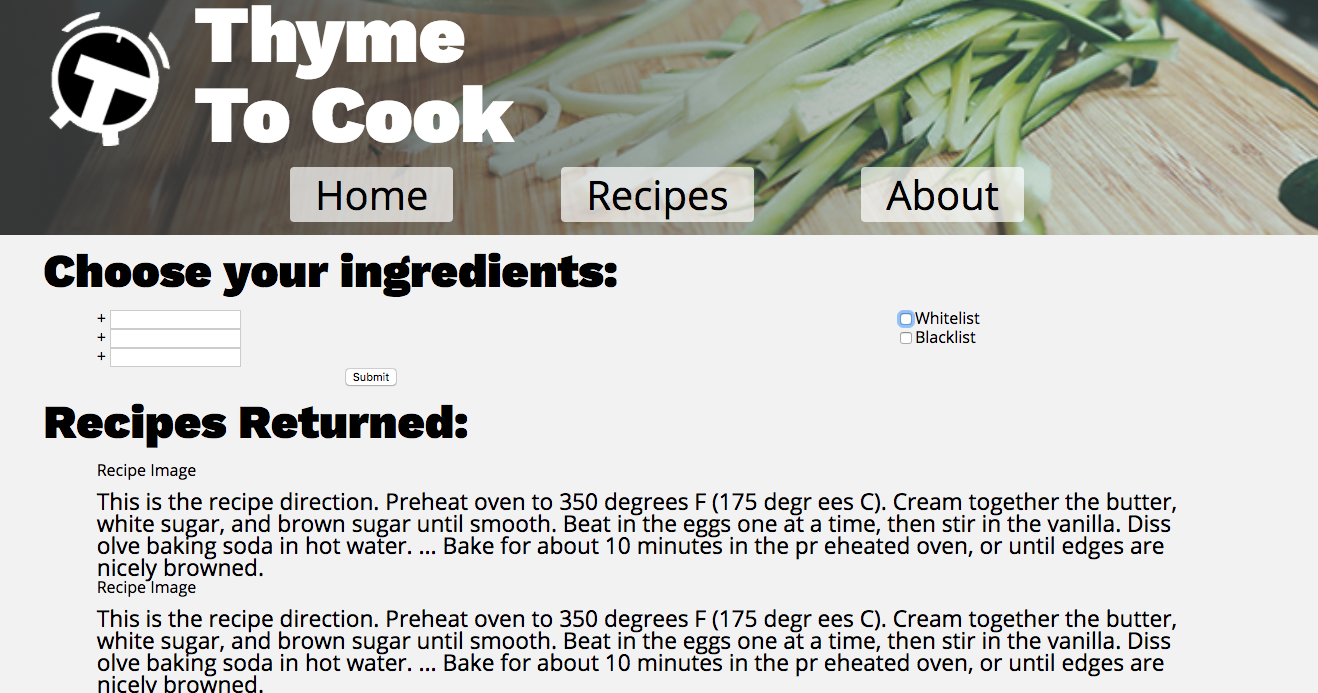 Thyme
To Cook
Home Recipes About
Choose your ingredients:
+
Whitelist
+
Blacklist
+
Submit
Recipes Returned:
Recipe Image
This is the recipe direction. Preheat oven to 350 degrees F (175 degr ees C). Cream together the butter,
white sugar, and brown sugar until smooth. Beat in the eggs one at a time, then stir in the vanilla. Diss
olve baking soda in hot water. ... Bake for about 10 minutes in the pr eheated oven, or until edges are
nicely browned.
Recipe Image
This is the recipe direction. Preheat oven to 350 degrees F (175 degr ees C). Cream together the butter,
white sugar, and brown sugar until smooth. Beat in the eggs one at a time, then stir in the vanilla. Diss
olve baking soda in hot water. ... Bake for about 10 minutes in the pr eheated oven, or until edges are
nicely browned.